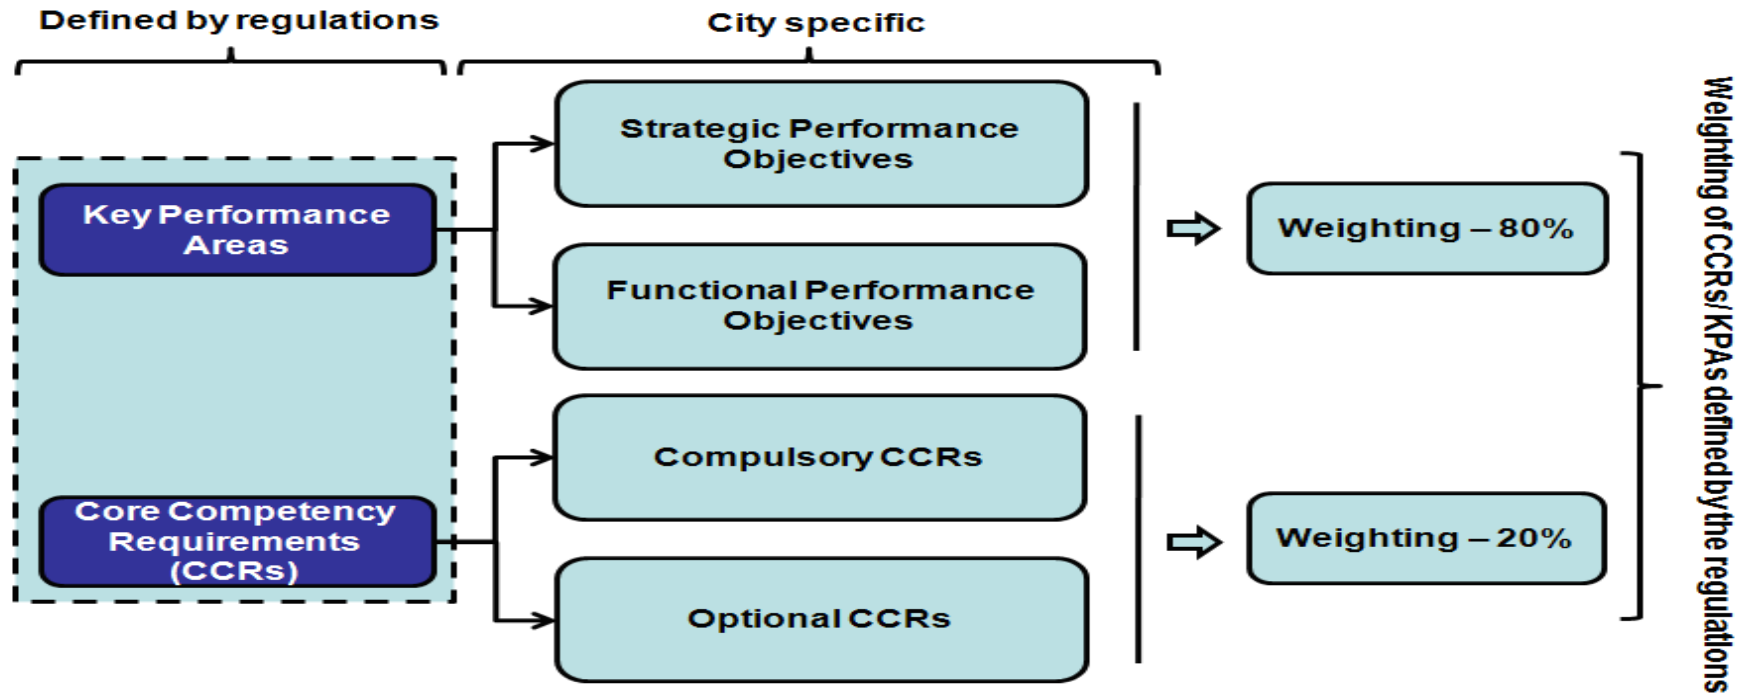 Defined by regulations
City specific
Strategic Performance
Objectives
Key Performance
Areas
Weighting – 80%
Functional Performance
Objectives
Compulsory CCRs
Core Competency
Requirements
(CCRs)
Weighting – 20%
Optional CCRs
Weighting of CCRs/KPAs defined by the regulations